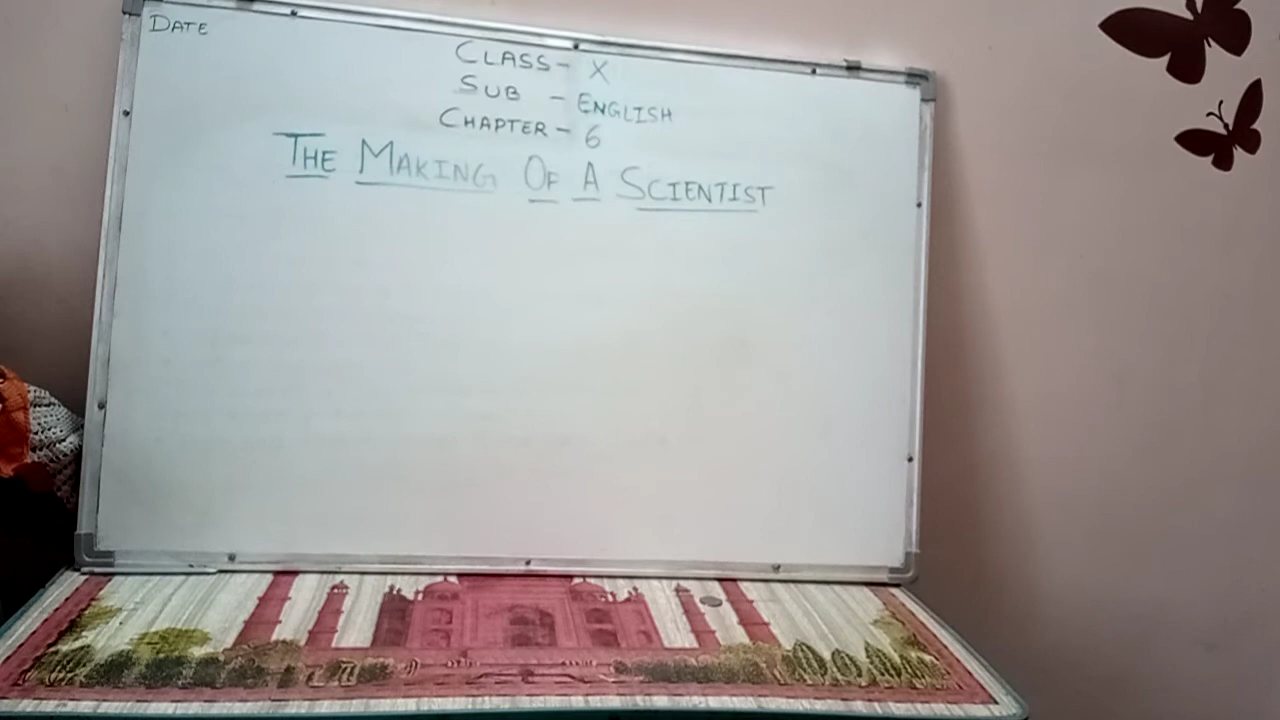 DATE
CLASS- X
SUB - ENGLISH
CHAPTER- 6
THE MAKING OF A SCIENTIST